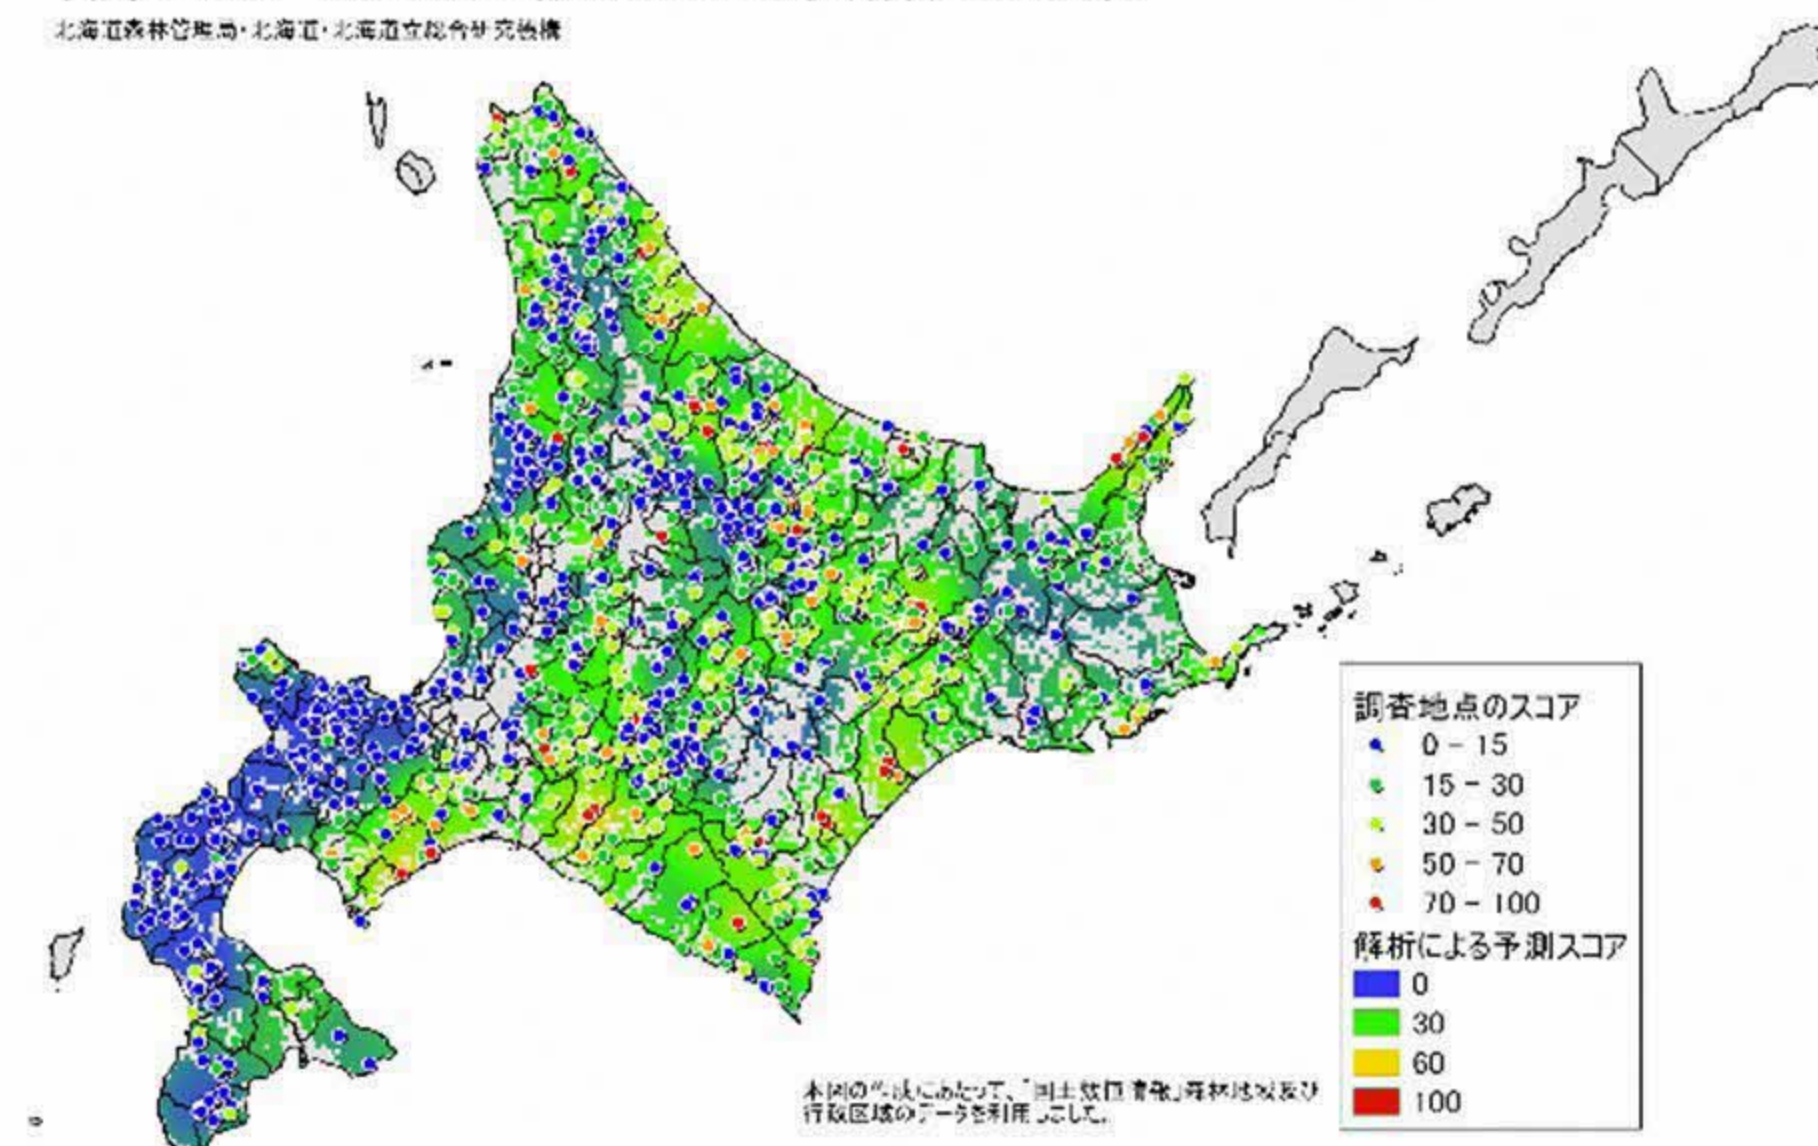 北海道森林管理局・北海道・北海道立総合研究機構
調査地点のスコア
0 - 15
15 - 30
30 - 50
50 - 70
70 - 100
解析による予測スコア
0
30
60
100
本図の作成にあたって、「国土数値情報」森林地域及び
行政区域のデータを利用しました。